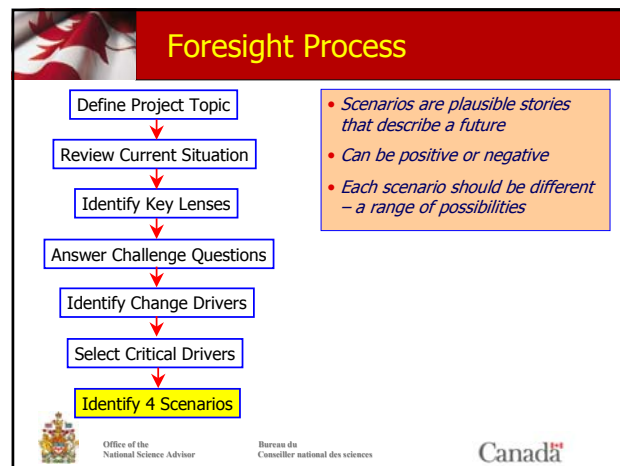 Foresight Process
Define Project Topic
Review Current Situation
Identify Key Lenses
Answer Challenge Questions
Identify Change Drivers
Select Critical Drivers
Identify 4 Scenarios
• Scenarios are plausible stories
that describe a future
• Can be positive or negative
• Each scenario should be different
– a range of possibilities
Office of the
National Science Advisor
Bureau du
Conseiller national des sciences
Canada